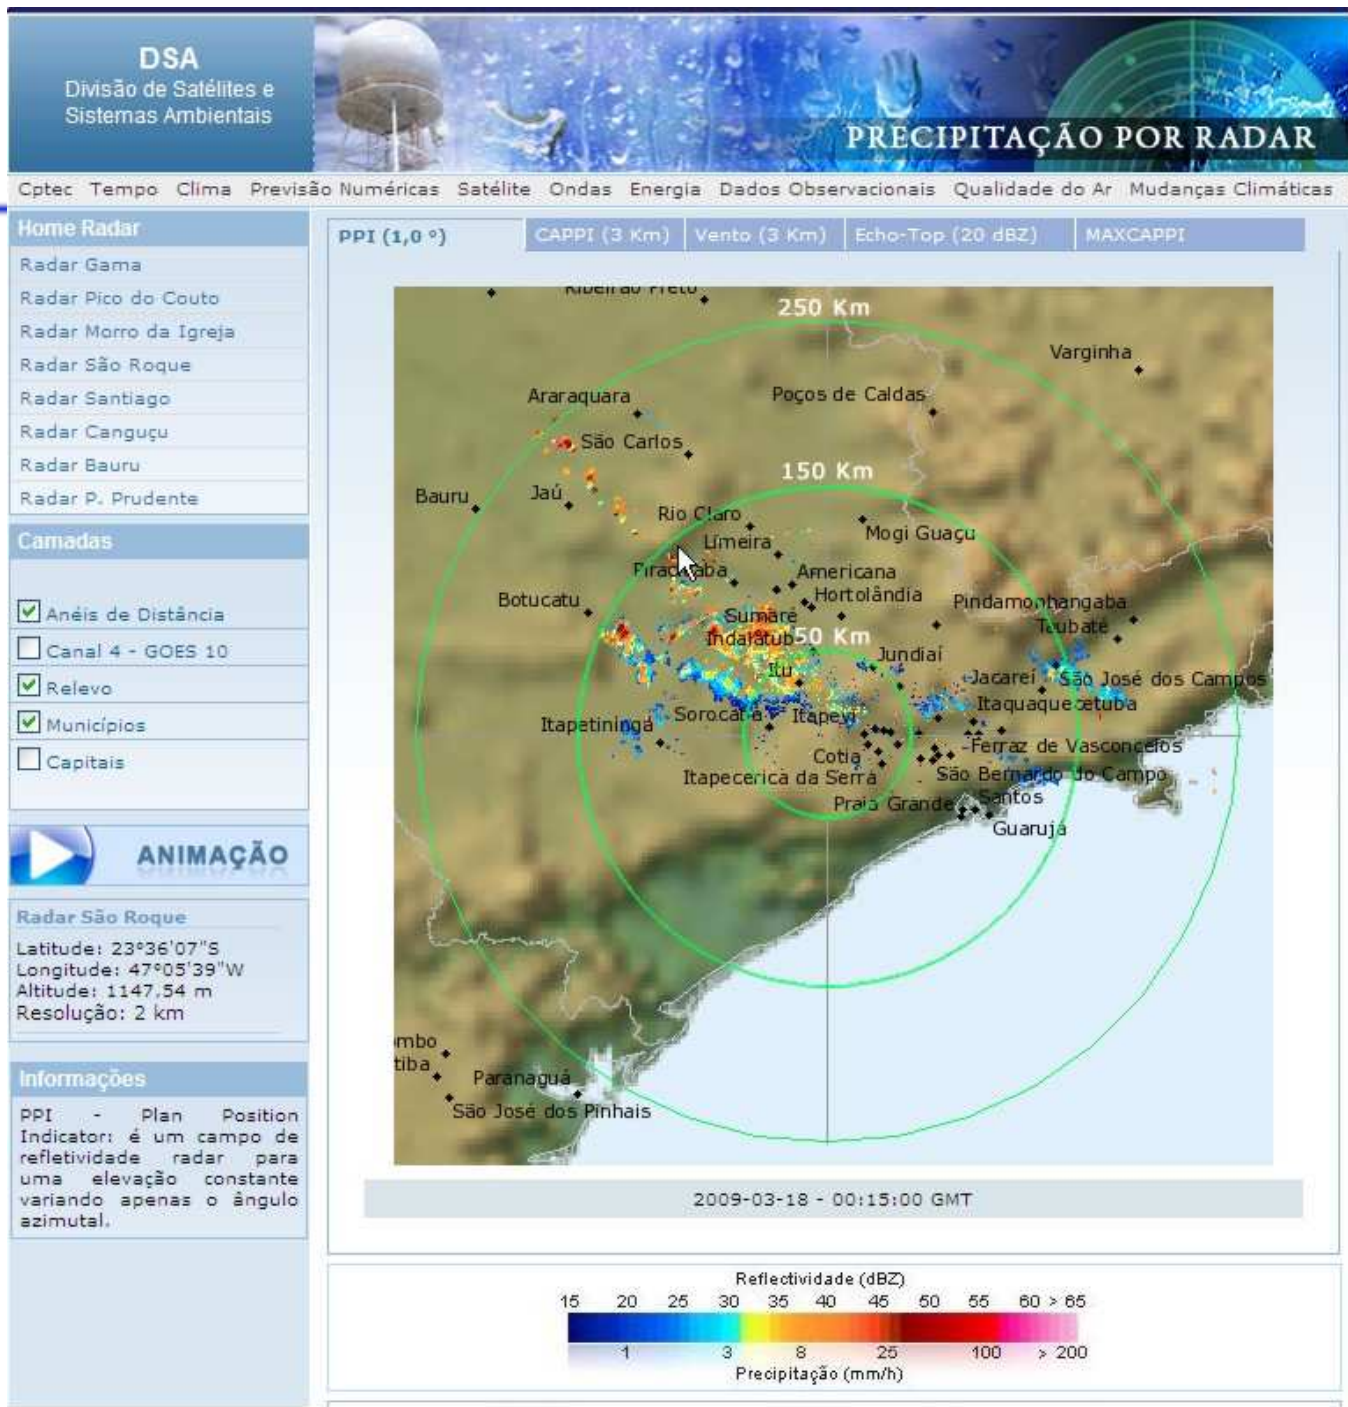 DSA
Divisão de Satélites e
Sistemas Ambientais
PRECIPITAÇÃO POR RADAR
Cptec Tempo Clima Previsão Numéricas Satélite Ondas Energia Dados Observacionais Qualidade do Ar Mudanças Climáticas
Home Radar
Radar Gama
Radar Pico do Couto
Radar Morro da Igreja
Radar São Roque
Radar Santiago
Radar Canguçu
Radar Bauru
Radar P. Prudente
Camadas
Anéis de Distância
Canal 4 - GOES 10
Relevo
Municípios
Capitais
ANIMAÇÃO
Radar São Roque
Latitude: 23°36'07"S
Longitude: 47°05'39"W
Altitude: 1147,54 m
Resolução: 2 km
Informações
PPI - Plan Position
Indicator: é um campo de
refletividade radar para
uma elevação constante
variando apenas o ângulo
azimutal.
PPI (1,0 º) CAPPI (3 Km) Vento (3 Km) Echo-Top (20 dBZ) MAXCAPPI
Ribeirão Preto
250 Km
Varginha
Araraquara
Poços de Caldas
São Carlos
150 Km
Bauru
Jaú
Rio Claro
Mogi Guaçu
Limeira
Americana
Botucatu
Hortolândia
Pindamonhangaba
Sumaré
Taubaté
50 Km
Jundiaí
Itu
Jacareí
São José dos Campos
Itaquaquecetuba
Itapetininga
Sorocaba
Itapevi
Cotia
Ferraz de Vasconcelos
Itapecerica da Serra
São Bernardo do Campo
Praia Grande
Santos
Guarujá
mbo
tiba
Paranaguá
São José dos Pinhais
2009-03-18 - 00:15:00 GMT
Reflectividade (dBZ)
15 20 25 30 35 40 45 50 55 60 > 65
1 3 8 25 100 > 200
Precipitação (mm/h)